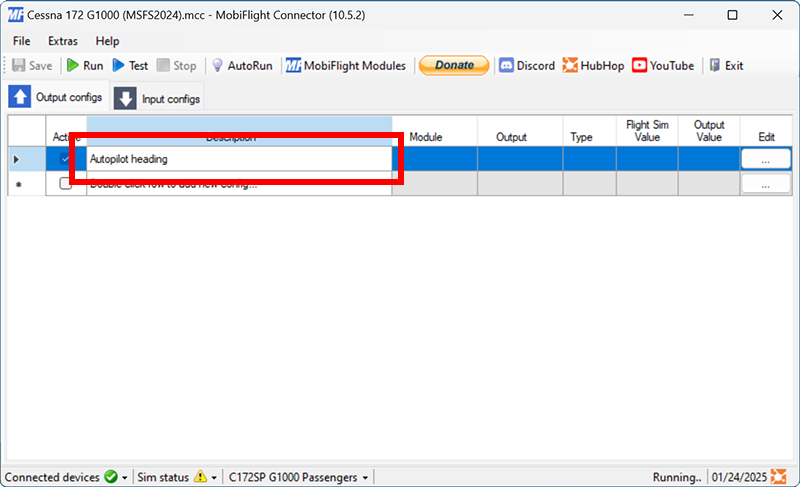 MF Cessna 172 G1000 (MSFS2024).mcc - MobiFlight Connector (10.5.2)
File Extras Help
Save Run Test Stop AutoRun MF MobiFlight Modules Donate Discord HubHop YouTube Exit
Output configs Input configs
Active Description Module Output Type Flight Sim Value Output Value Edit
Autopilot heading ...
Double-click row to add new config... ...
Connected devices Sim status C172SP G1000 Passengers Running.. 01/24/2025